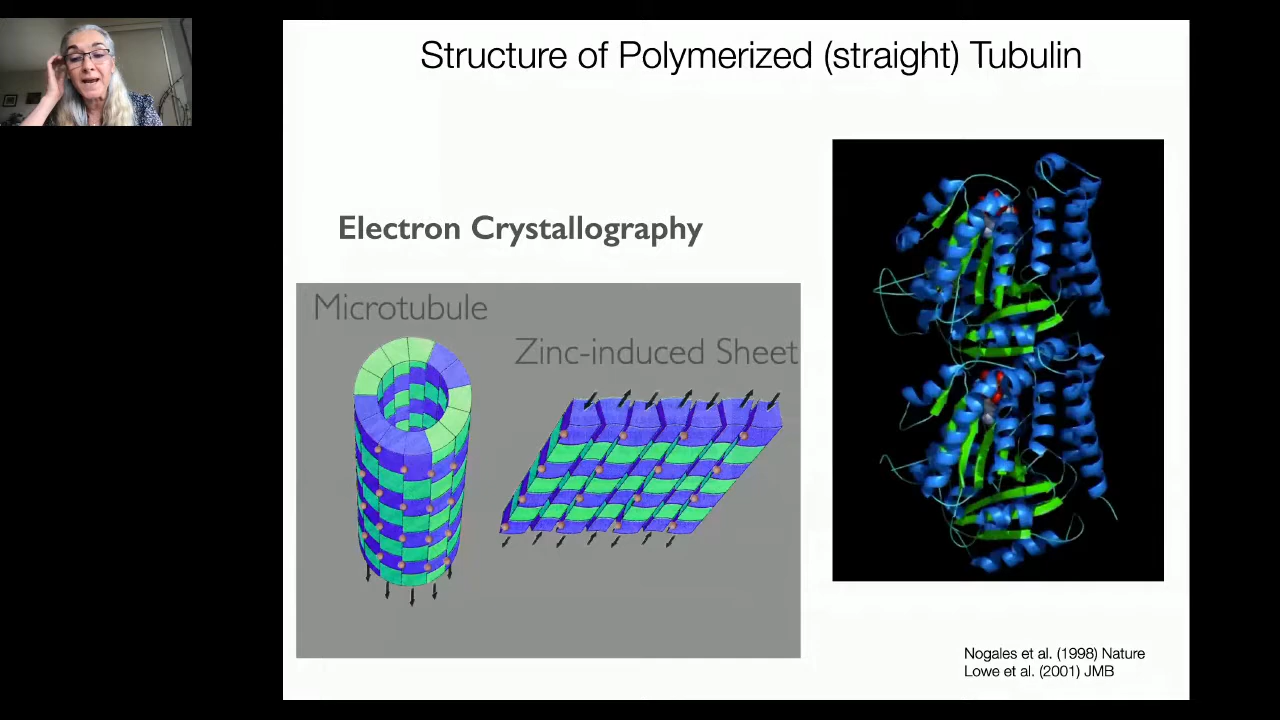 Structure of Polymerized (straight) Tubulin
Electron Crystallography
Microtubule
Zinc-induced Sheet
Nogales et al. (1998) Nature
Lowe et al. (2001) JMB